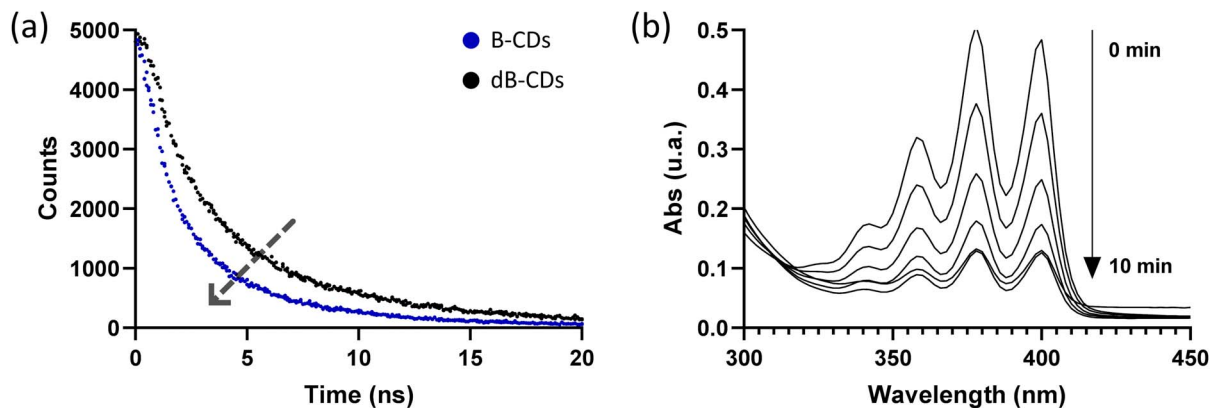 (a)
5000
4000
3000
2000
1000
0
Counts
0 5 10 15 20
Time (ns)
B-CDs
dB-CDs
(b)
0.5
0.4
0.3
0.2
0.1
0.0
Abs (u.a.)
300 350 400 450
Wavelength (nm)
0 min
10 min